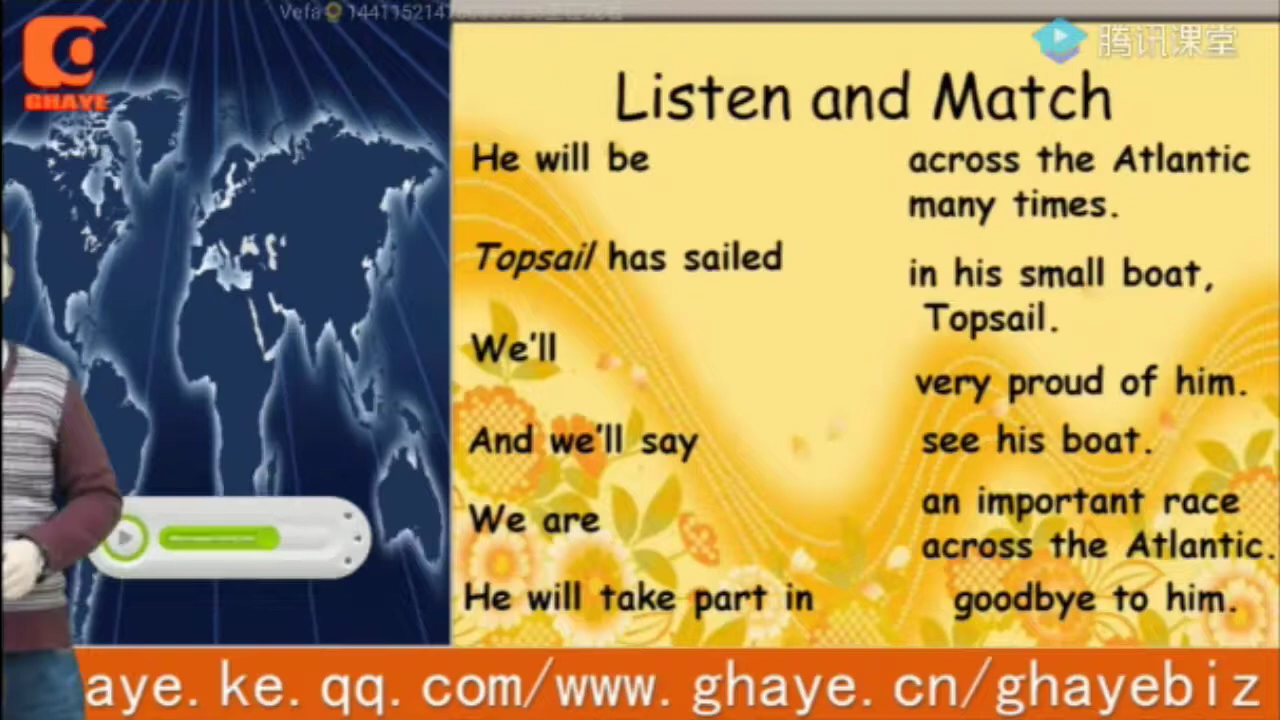 Vefa
腾讯课堂
GHAYE
Listen and Match
He will be
across the Atlantic
many times.
Topsail has sailed
in his small boat,
Topsail.
We'll
very proud of him.
And we'll say
see his boat.
We are
an important race
across the Atlantic.
He will take part in
goodbye to him.
aye.ke.qq.com/www.ghaye.cn/ghayebiz